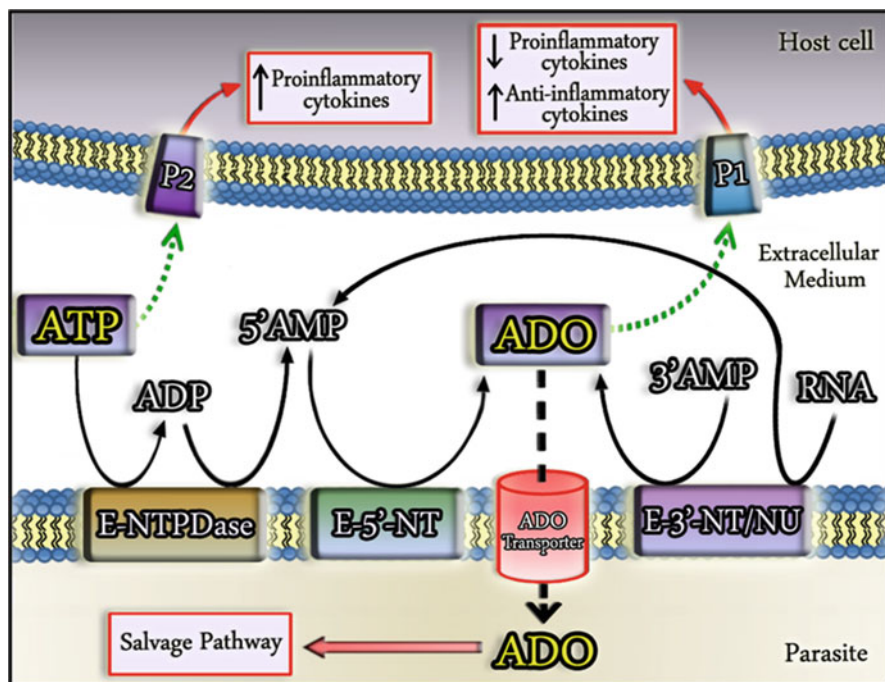 Host cell
↑ Proinflammatory
cytokines
↓ Proinflammatory
cytokines
↑ Anti-inflammatory
cytokines
P2
P1
Extracellular
Medium
ATP
5'AMP
ADO
ADP
3'AMP
RNA
E-NTPDase
E-5'-NT
ADO
Transporter
E-3'-NT/NU
Salvage Pathway
ADO
Parasite